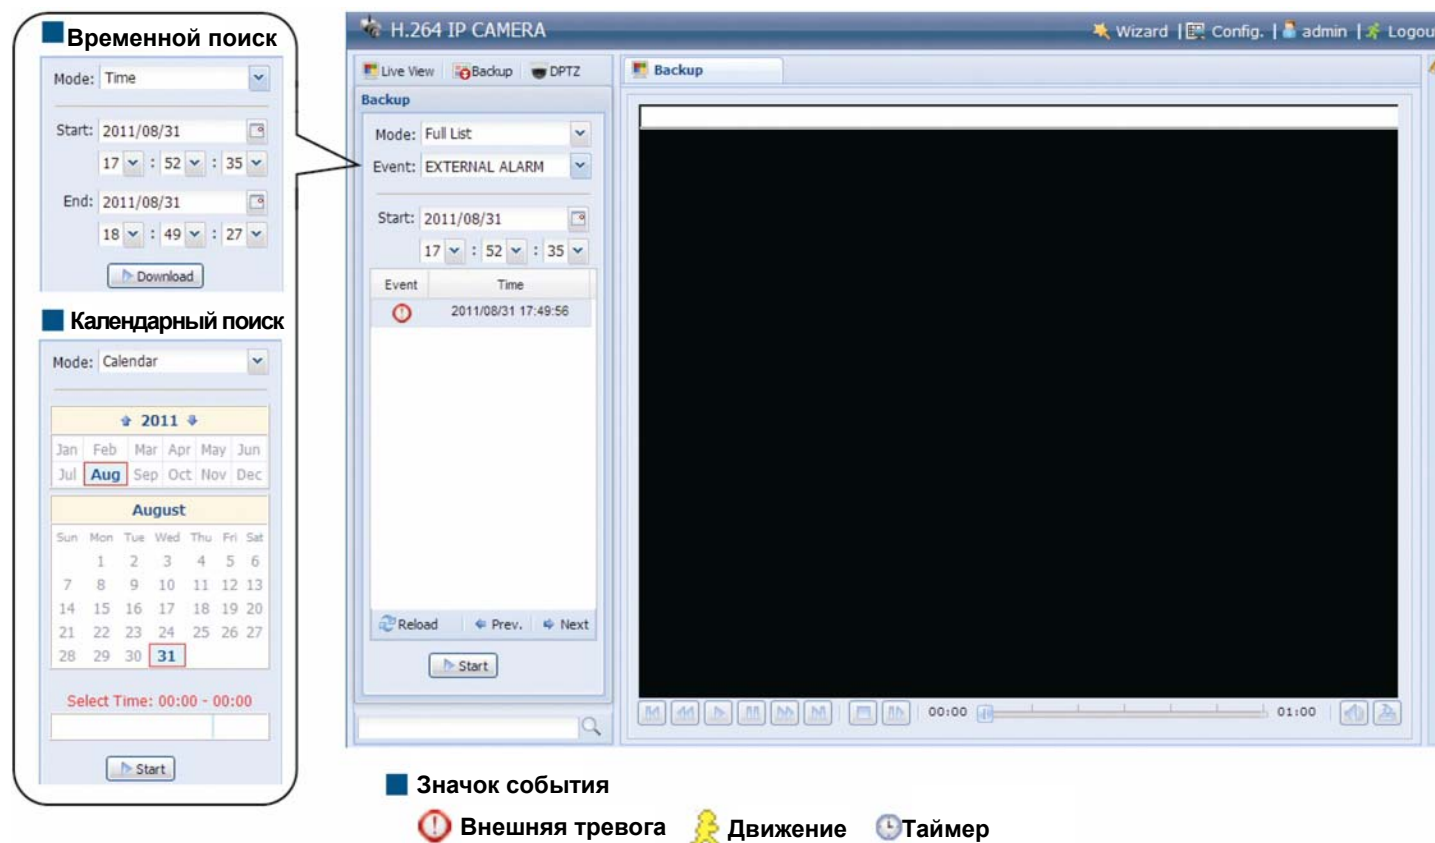 Временной поиск
Mode: Time
Start: 2011/08/31
17 : 52 : 35
End: 2011/08/31
18 : 49 : 27
Download
Календарный поиск
Mode: Calendar
2011
Jan Feb Mar Apr May Jun
Jul Aug Sep Oct Nov Dec
August
Sun Mon Tue Wed Thu Fri Sat
1 2 3 4 5 6
7 8 9 10 11 12 13
14 15 16 17 18 19 20
21 22 23 24 25 26 27
28 29 30 31
Select Time: 00:00 - 00:00
Start
H.264 IP CAMERA
Wizard | Config. | admin | Logou
Live View Backup DPTZ
Backup
Mode: Full List
Event: EXTERNAL ALARM
Start: 2011/08/31
17 : 52 : 35
Event Time
2011/08/31 17:49:56
Reload Prev. Next
Start
Backup
00:00 01:00
Значок события
Внешняя тревога Движение Таймер